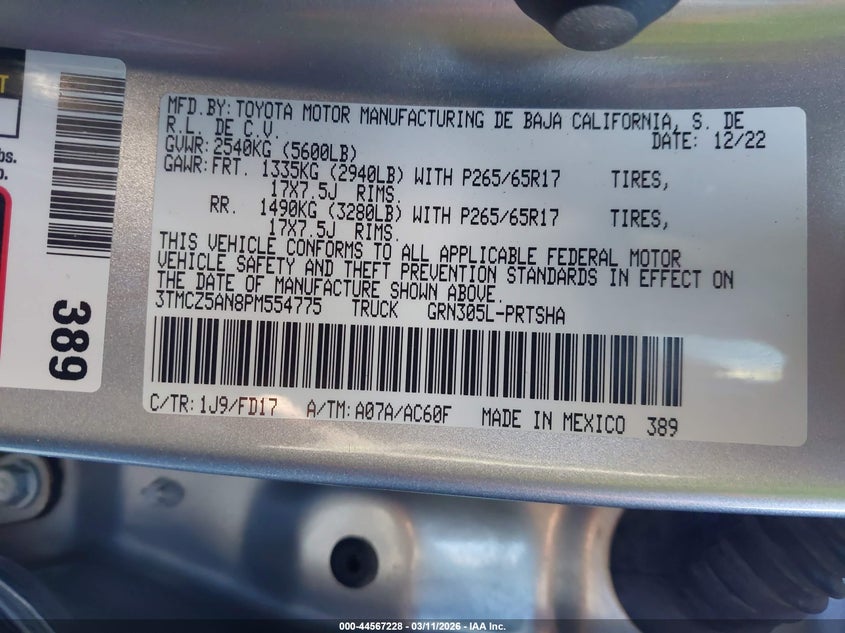 T
bs.
p.
389
MFD.BY:TOYOTA MOTOR MANUFACTURING DE BAJA CALIFORNIA, S. DE
R.L. DE C.V.
DATE: 12/22
GVWR:2540KG (5600LB)
GAWR:FRT. 1335KG (2940LB) WITH P265/65R17 TIRES,
17X7.5J RIMS.
RR. 1490KG (3280LB) WITH P265/65R17 TIRES,
17X7.5J RIMS.
THIS VEHICLE CONFORMS TO ALL APPLICABLE FEDERAL MOTOR
VEHICLE SAFETY AND THEFT PREVENTION STANDARDS IN EFFECT ON
THE DATE OF MANUFACTURE SHOWN ABOVE.
3TMCZ5AN8PM554775 TRUCK GRN305L-PRTSHA
C/TR:1J9/FD17 A/TM:A07A/AC60F MADE IN MEXICO 389
000-44567228 - 03/11/2026 - IAA Inc.